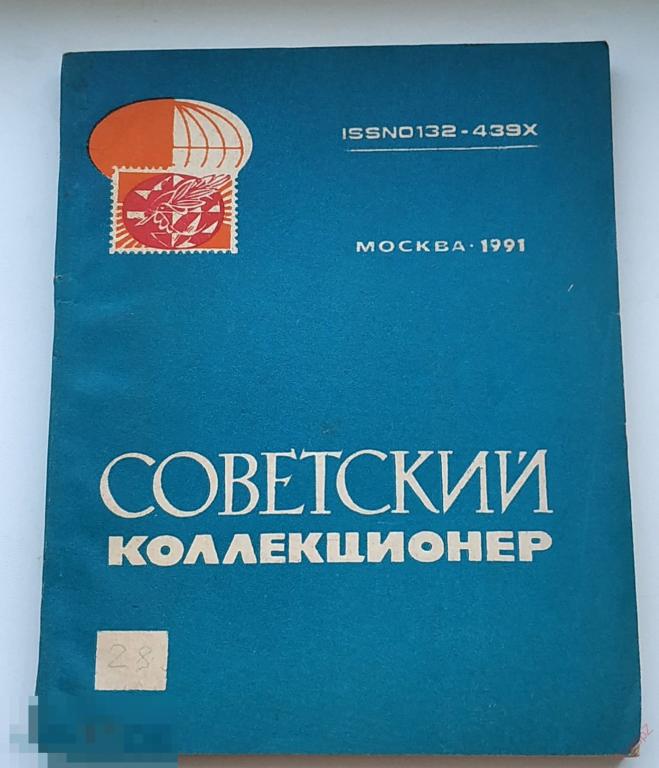 ISSN0132-439X
МОСКВА·1991
СОВЕТСКИЙ
КОЛЛЕКЦИОНЕР
28